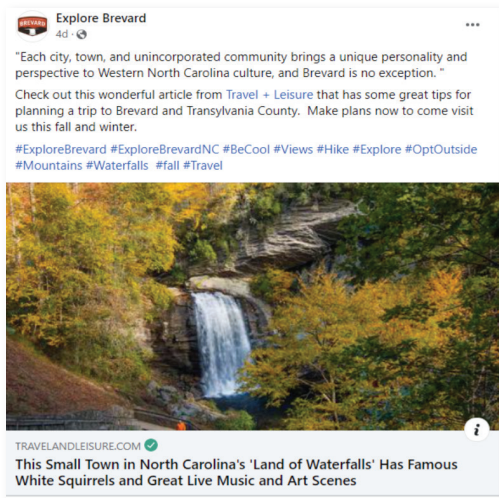 BREVARD
Explore Brevard
4d ·
"Each city, town, and unincorporated community brings a unique personality and
perspective to Western North Carolina culture, and Brevard is no exception. "
Check out this wonderful article from Travel + Leisure that has some great tips for
planning a trip to Brevard and Transylvania County.  Make plans now to come visit
us this fall and winter.
#ExploreBrevard #ExploreBrevardNC #BeCool #Views #Hike #Explore #OptOutside
#Mountains #Waterfalls  #fall #Travel
i
TRAVELANDLEISURE.COM
This Small Town in North Carolina's 'Land of Waterfalls' Has Famous
White Squirrels and Great Live Music and Art Scenes